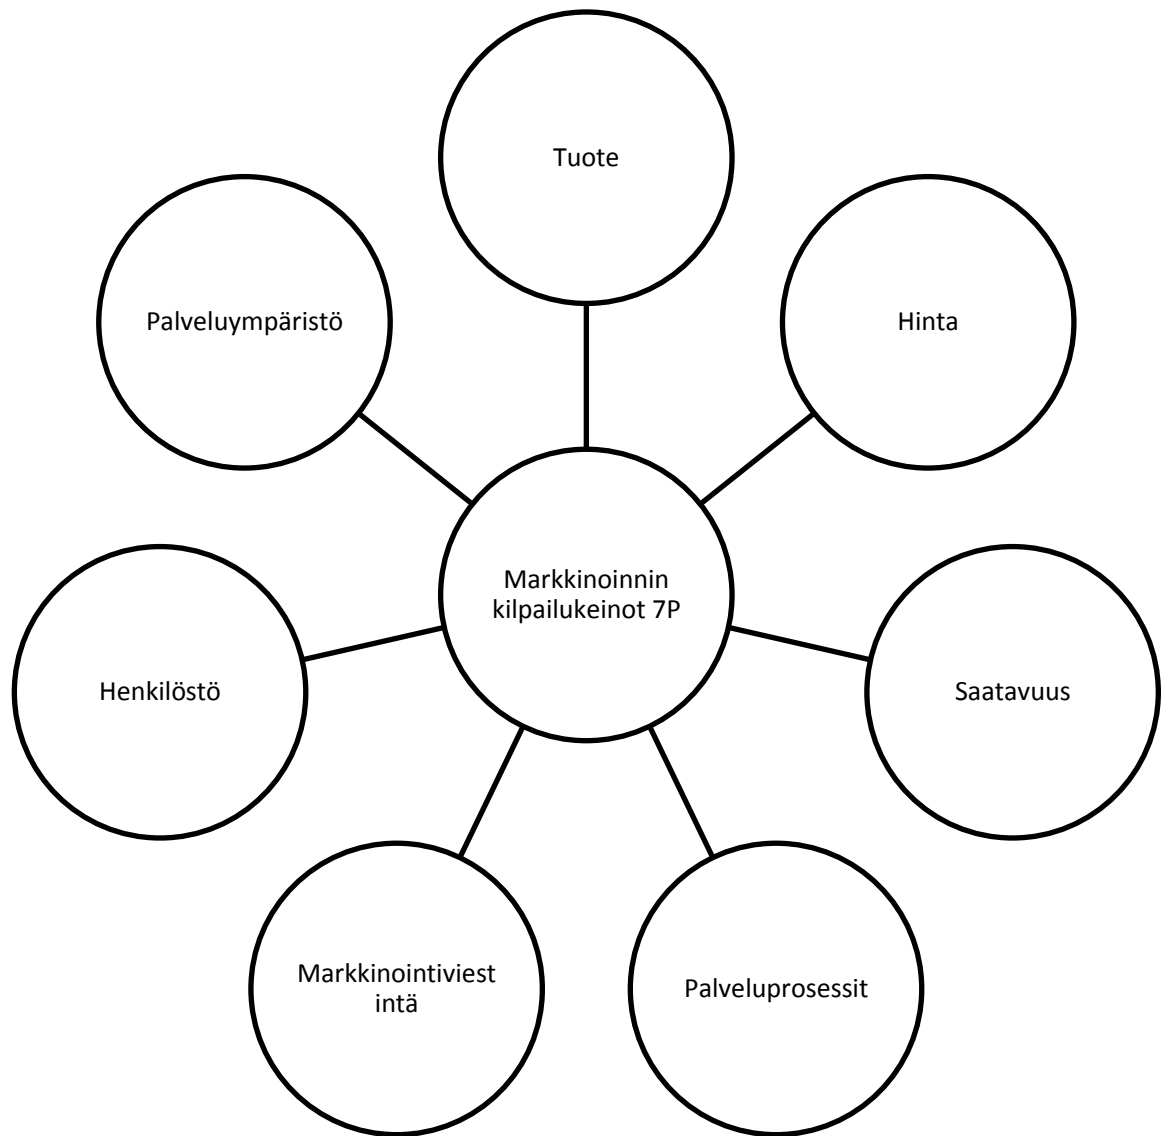 Tuote
Palveluympäristö
Hinta
Markkinoinnin
kilpailukeinot 7P
Henkilöstö
Saatavuus
Markkinointiviest
intä
Palveluprosessit